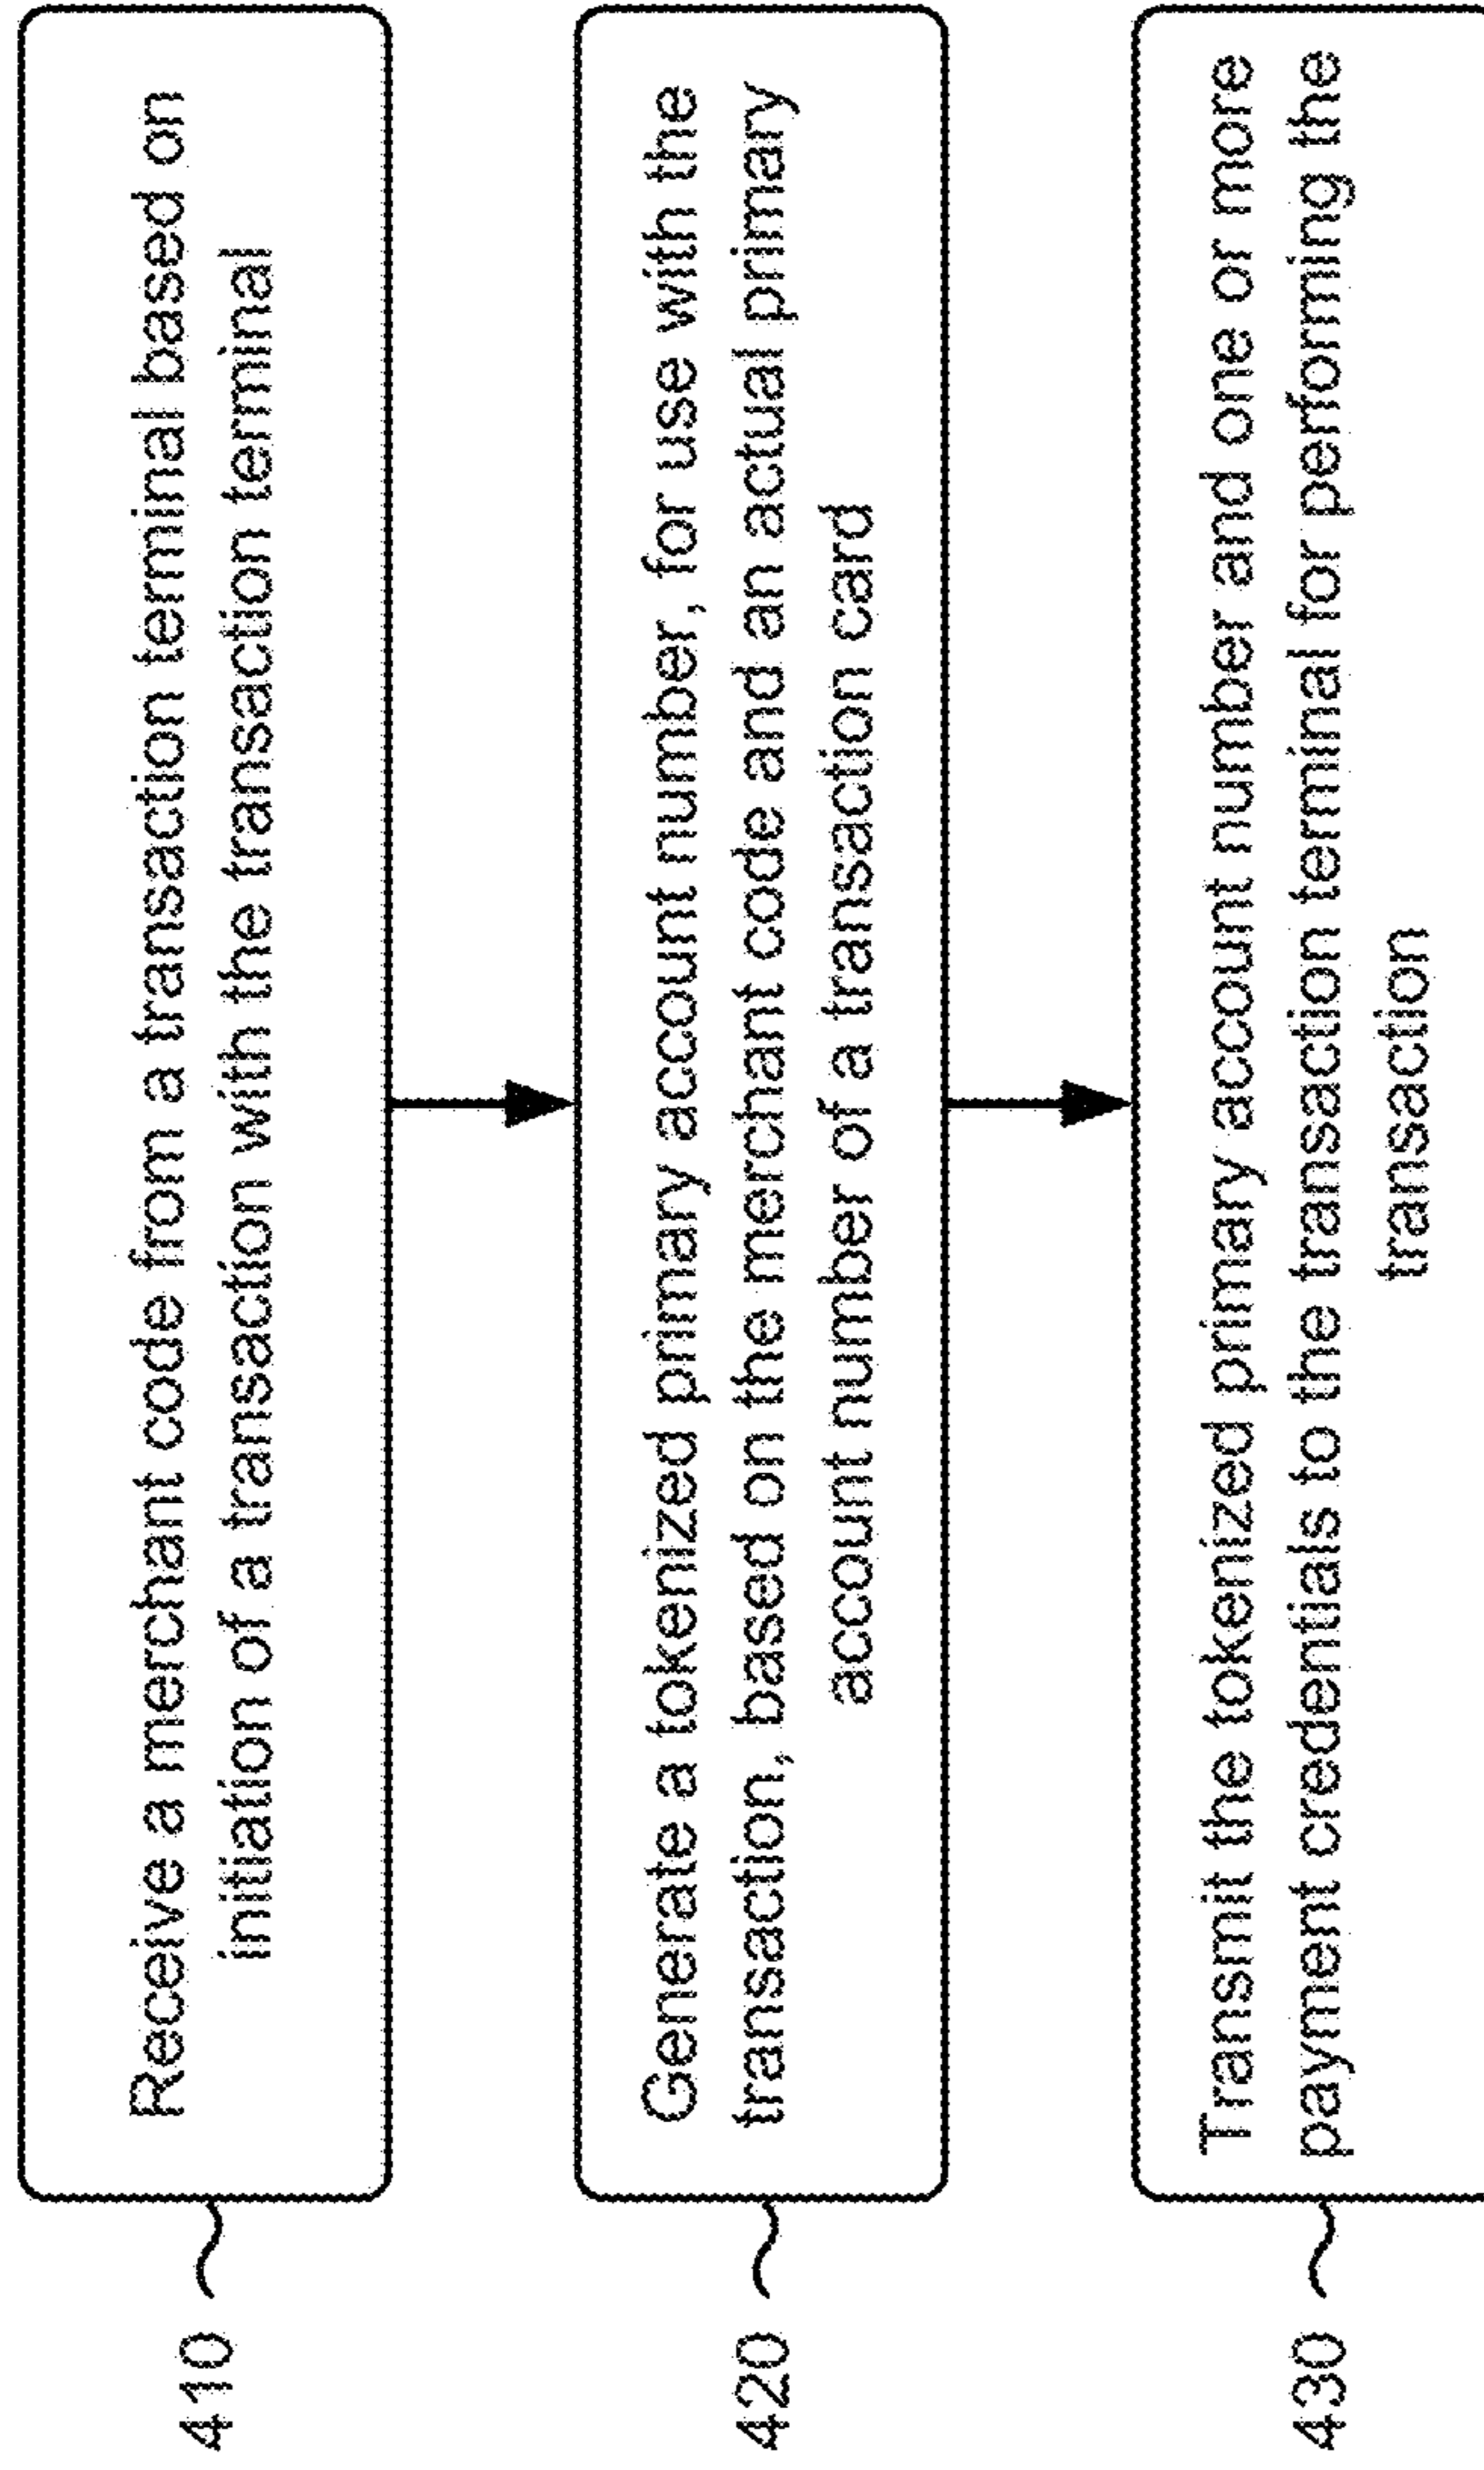 410
Receive a merchant code from a transaction terminal based on
initiation of a transaction with the transaction terminal
420
Generate a tokenized primary account number, for use with the
transaction, based on the merchant code and an actual primary
account number of a transaction card
430
Transmit the tokenized primary account number and one or more
payment credentials to the transaction terminal for performing the
transaction